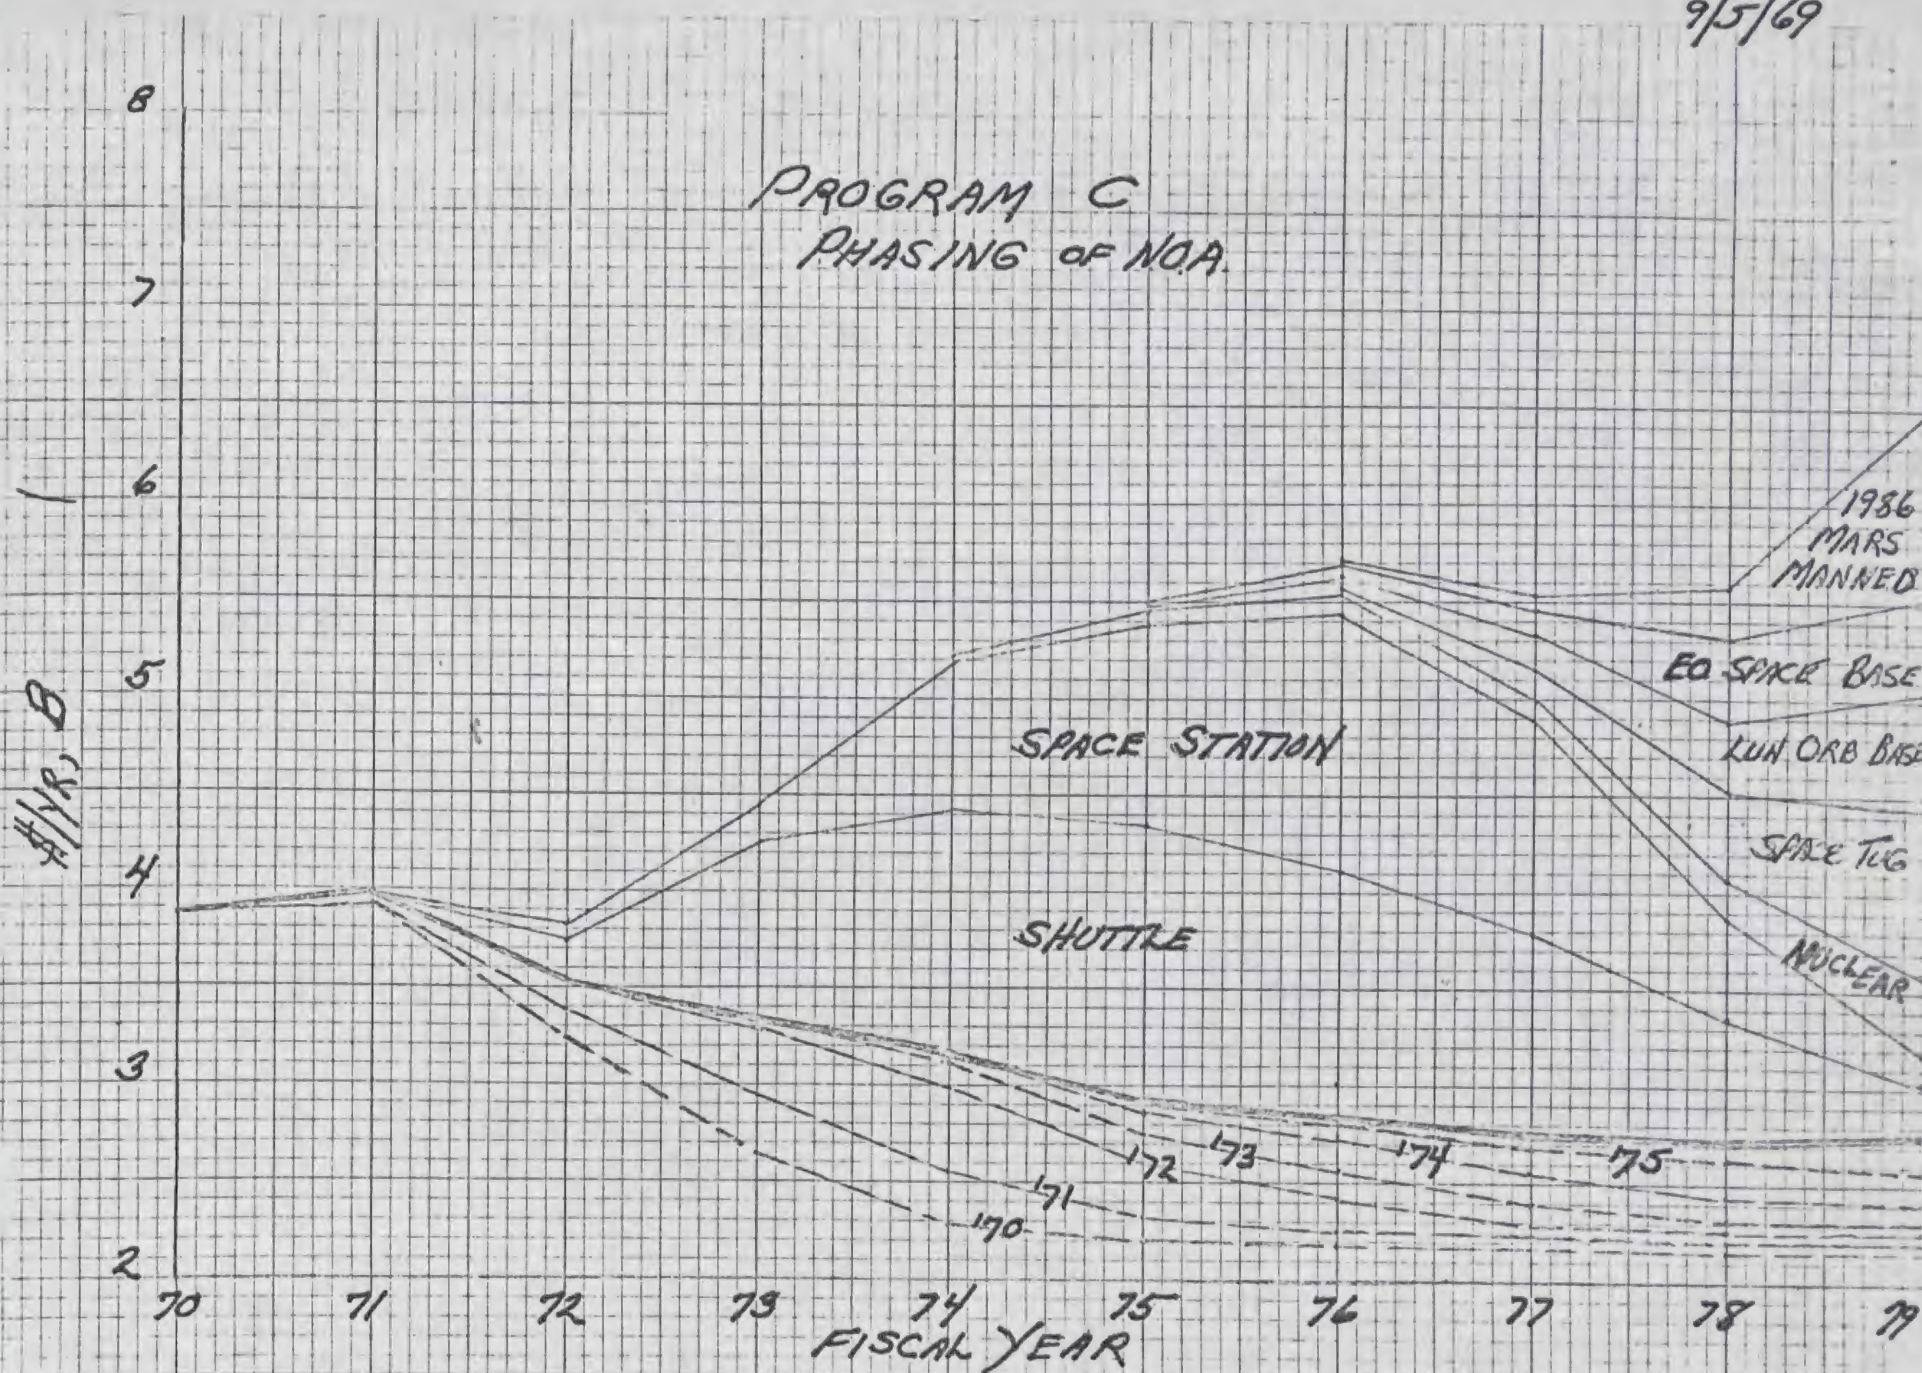 9/5/69
8
PROGRAM C
PHASING OF N.O.A.
7
6
1986
MARS
MANNED
5
EO SPACE BASE
SPACE STATION
LUN ORB BASE
$/YR, B
4
SPACE TUG
SHUTTLE
NUCLEAR
3
'70
'71
'72
'73
'74
'75
2
70 71 72 73 74 75 76 77 78 79
FISCAL YEAR